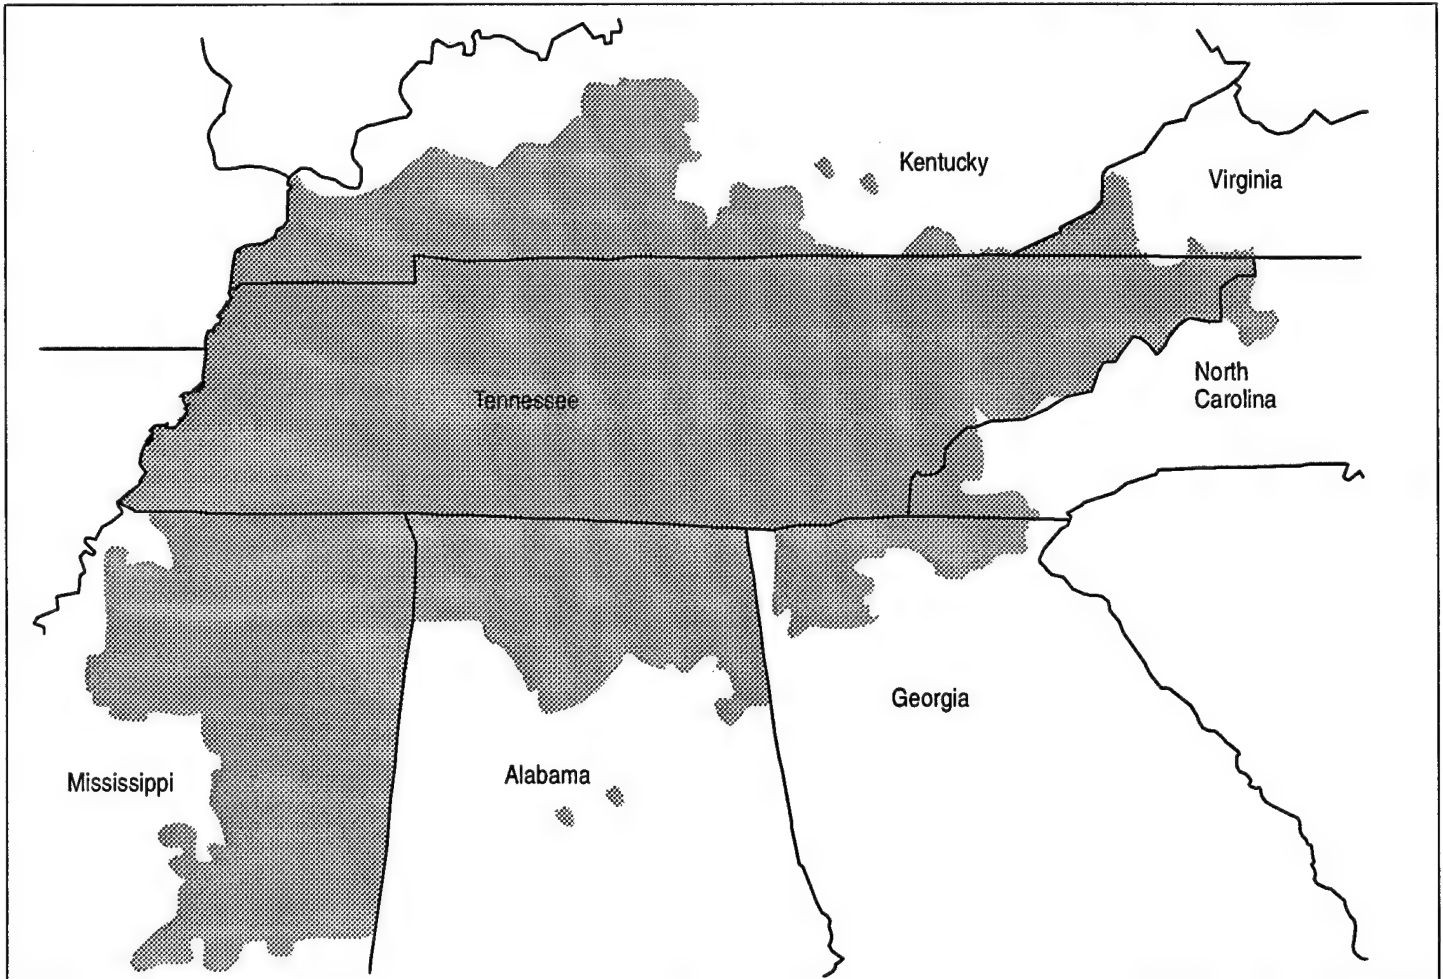 Kentucky
Virginia
Tennessee
North
Carolina
Georgia
Mississippi
Alabama